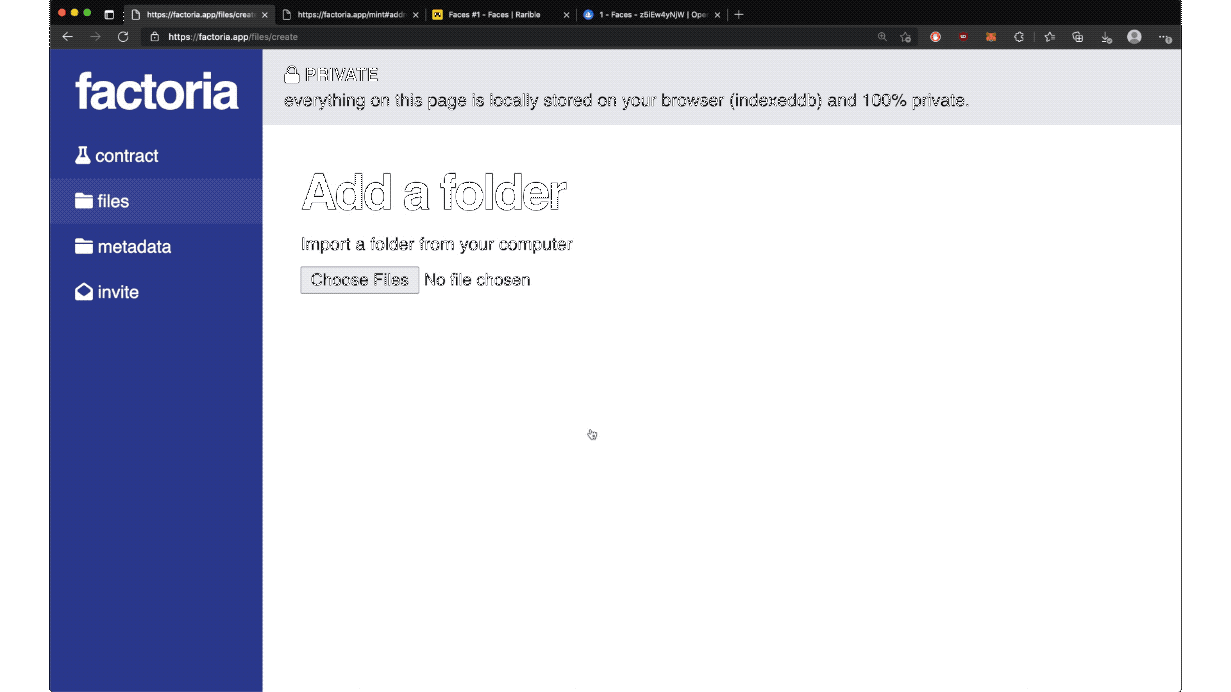 https://factoria.app/files/create
https://factoria.app/mint#addr
Faces #1 - Faces | Rarible
1 - Faces - z5iEw4yNjW | Ope
https://factoria.app/files/create
factoria
contract
files
metadata
invite
PRIVATE
everything on this page is locally stored on your browser (indexeddb) and 100% private.
Add a folder
Import a folder from your computer
Choose Files No file chosen